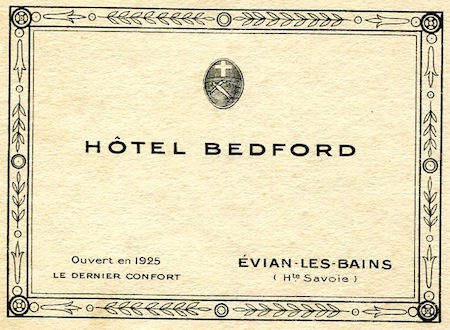 HÔTEL BEDFORD
Ouvert en 1925
LE DERNIER CONFORT
ÉVIAN-LES-BAINS
( Hte Savoie )